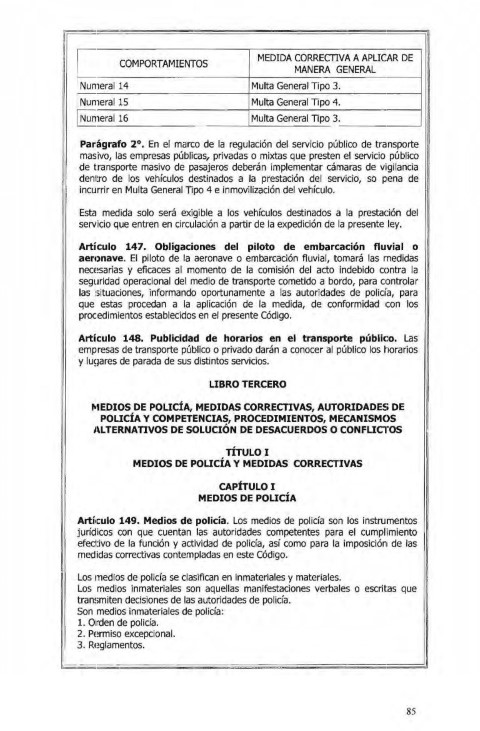 COMPORTAMIENTOS
MEDIDA CORRECTIVA A APLICAR DE
MANERA GENERAL
Numeral 14
Multa General Tipo 3.
Numeral 15
Multa General Tipo 4.
Numeral 16
Multa General Tipo 3.
Parágrafo 2°. En el marco de la regulación del servicio público de transporte
masivo, las empresas públicas, privadas o mixtas que presten el servicio público
de transporte masivo de pasajeros deberán implementar cámaras de vigilancia
dentro de los vehículos destinados a la prestación del servicio, so pena de
incurrir en Multa General Tipo 4 e inmovilización del vehículo.
Esta medida solo será exigible a los vehículos destinados a la prestación del
servicio que entren en circulación a partir de la expedición de la presente ley.
Artículo 147. Obligaciones del piloto de embarcación fluvial o
aeronave. El piloto de la aeronave o embarcación fluvial, tomará las medidas
necesarias y eficaces al momento de la comisión del acto indebido contra la
seguridad operacional del medio de transporte cometido a bordo, para controlar
las situaciones, informando oportunamente a las autoridades de policía, para
que estas procedan a la aplicación de la medida, de conformidad con los
procedimientos establecidos en el presente Código.
Artículo 148. Publicidad de horarios en el transporte público. Las
empresas de transporte público o privado darán a conocer al público los horarios
y lugares de parada de sus distintos servicios.
LIBRO TERCERO
MEDIOS DE POLICÍA, MEDIDAS CORRECTIVAS, AUTORIDADES DE
POLICÍA Y COMPETENCIAS, PROCEDIMIENTOS, MECANISMOS
ALTERNATIVOS DE SOLUCIÓN DE DESACUERDOS O CONFLICTOS
TÍTULO I
MEDIOS DE POLICÍA Y MEDIDAS CORRECTIVAS
CAPÍTULO I
MEDIOS DE POLICÍA
Artículo 149. Medios de policía. Los medios de policía son los instrumentos
jurídicos con que cuentan las autoridades competentes para el cumplimiento
efectivo de la función y actividad de policía, así como para la imposición de las
medidas correctivas contempladas en este Código.
Los medios de policía se clasifican en inmateriales y materiales.
Los medios inmateriales son aquellas manifestaciones verbales o escritas que
transmiten decisiones de las autoridades de policía.
Son medios inmateriales de policía:
1. Orden de policía.
2. Permiso excepcional.
3. Reglamentos.
85